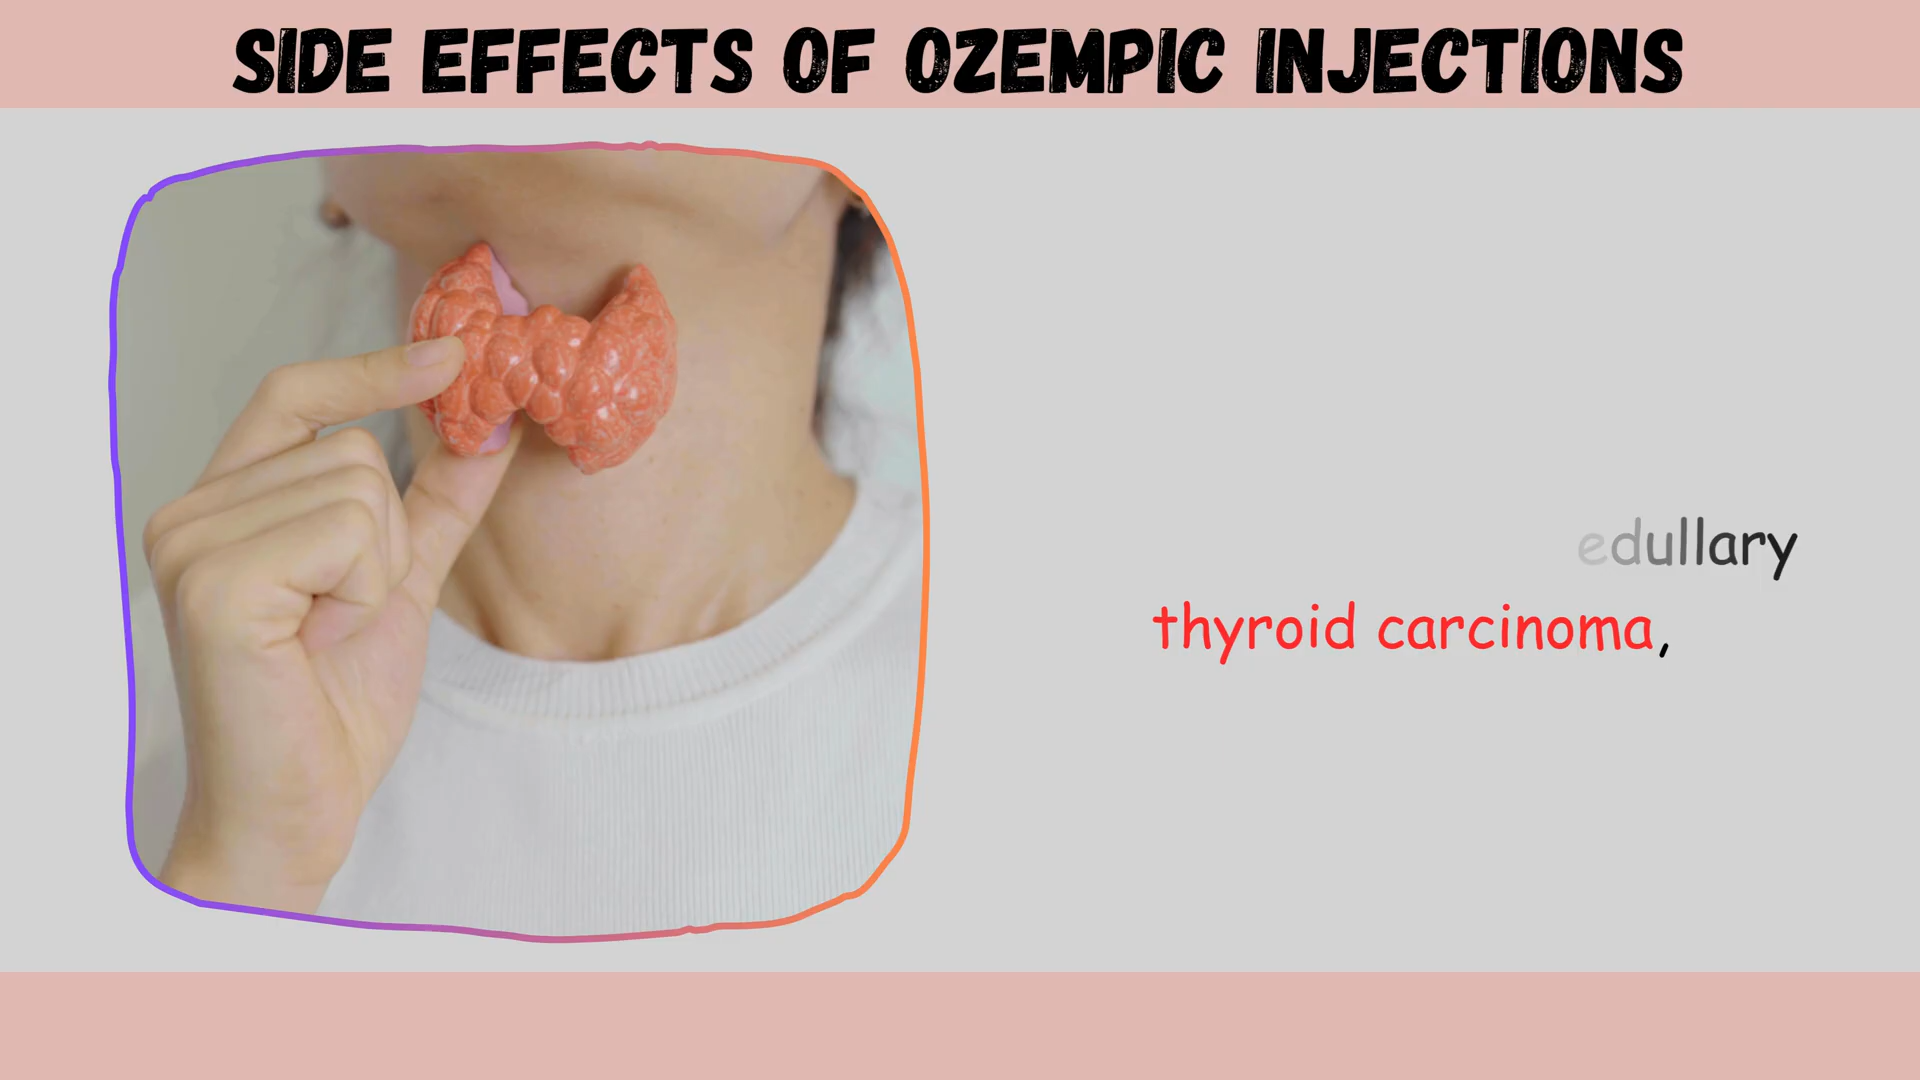 SIDE EFFECTS OF OZEMPIC INJECTIONS
edullary
thyroid carcinoma,